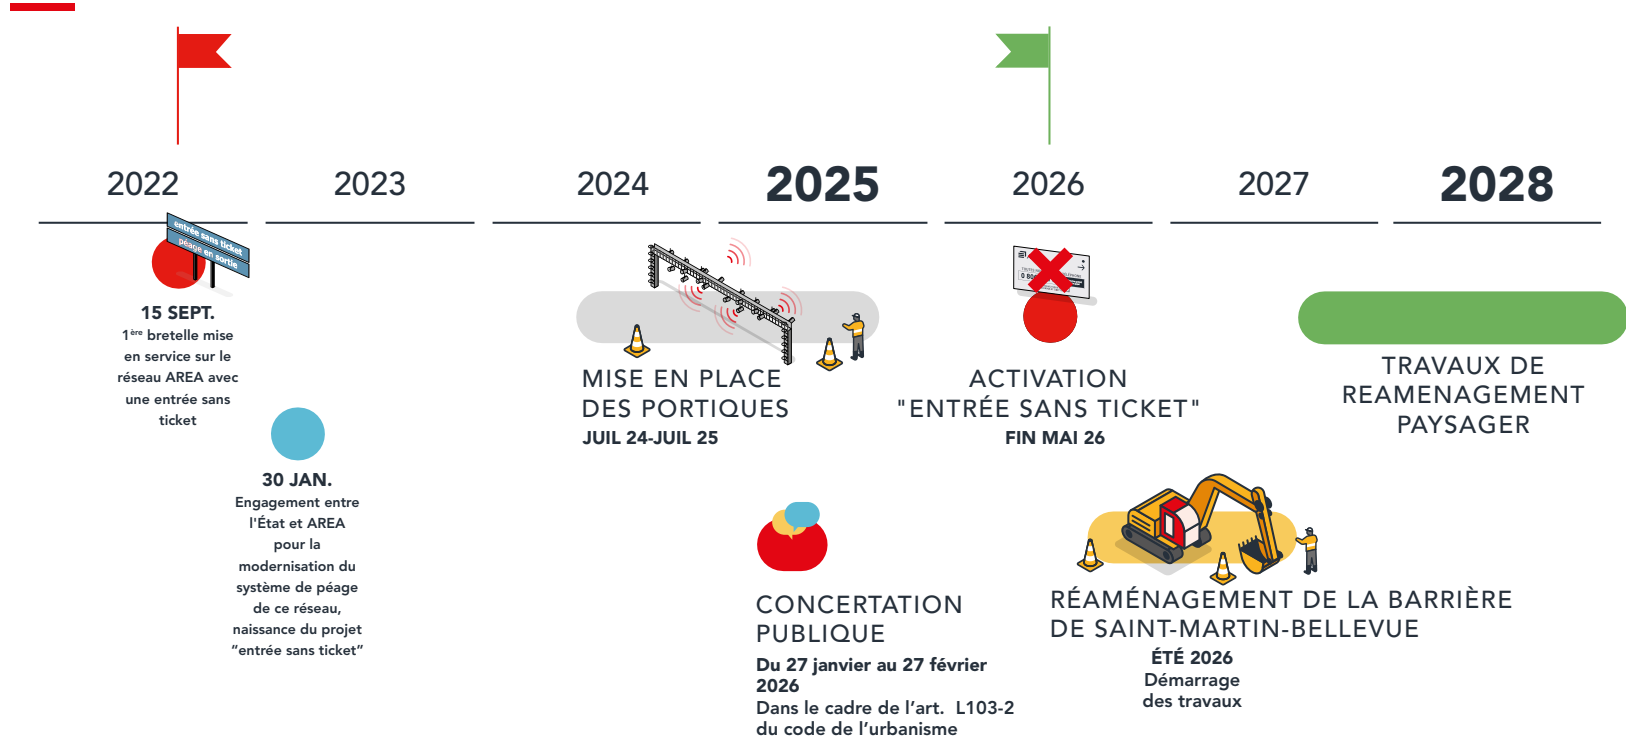 2022
2023
2024
2025
2026
2027
2028
entrée sans ticket
péage en sortie
15 SEPT.
1ère bretelle mise
en service sur le
réseau AREA avec
une entrée sans
ticket
30 JAN.
Engagement entre
l'État et AREA
pour la
modernisation du
système de péage
de ce réseau,
naissance du projet
"entrée sans ticket"
MISE EN PLACE
DES PORTIQUES
JUIL 24-JUIL 25
CONCERTATION
PUBLIQUE
Du 27 janvier au 27 février
2026
Dans le cadre de l'art. L103-2
du code de l'urbanisme
0 80
ACTIVATION
"ENTRÉE SANS TICKET"
FIN MAI 26
RÉAMÉNAGEMENT DE LA BARRIÈRE
DE SAINT-MARTIN-BELLEVUE
ÉTÉ 2026
Démarrage
des travaux
TRAVAUX DE
REAMENAGEMENT
PAYSAGER